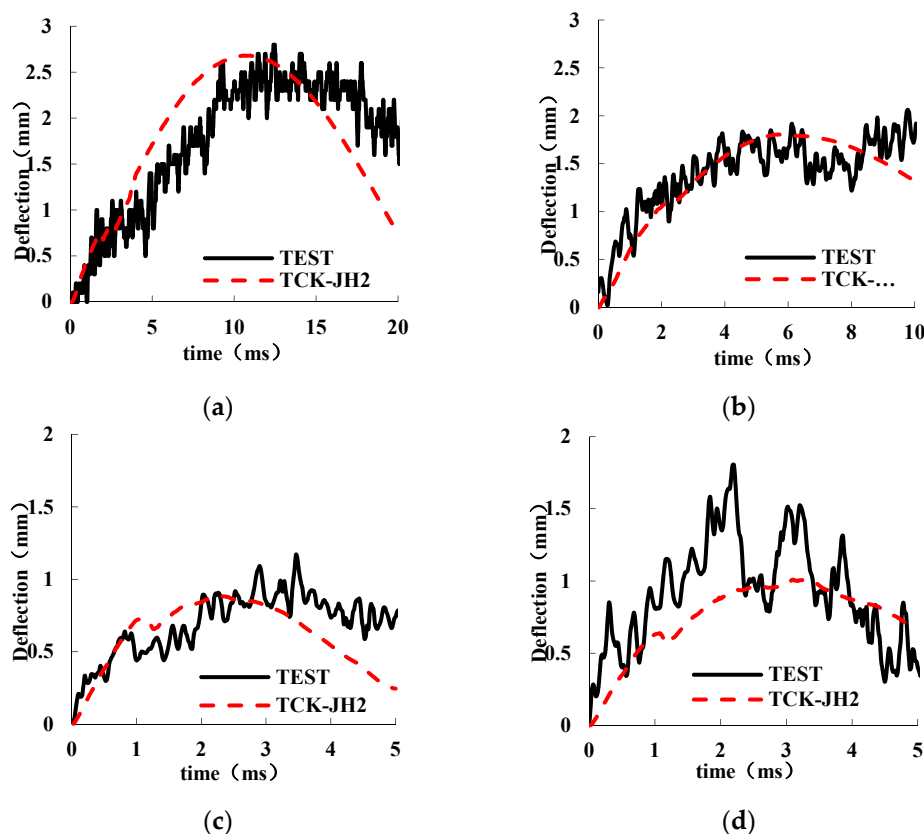 3
2.5
2
1.5
1
0.5
0
Deflection (mm)
TEST
TCK-JH2
0 5 10 15 20
time（ms）
(a)
3
2.5
2
1.5
1
0.5
0
Deflection (mm)
TEST
TCK-…
0 2 4 6 8 10
time（ms）
(b)
2
1.5
1
0.5
0
Deflection（mm）
TEST
TCK-JH2
0 1 2 3 4 5
time（ms）
(c)
2
1.5
1
0.5
0
Deflection（mm）
TEST
TCK-JH2
0 1 2 3 4 5
time（ms）
(d)